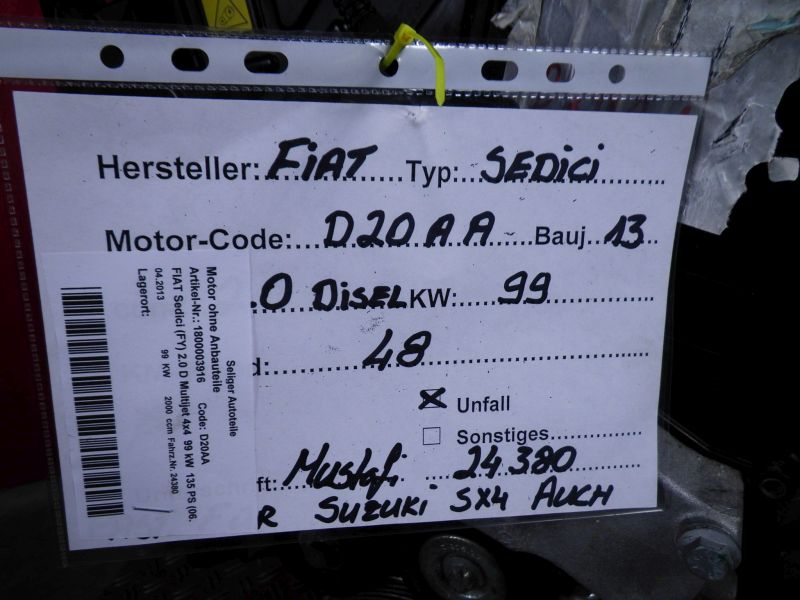 Hersteller: FiAT Typ: SEDiCi
Motor-Code: D20AA Bauj 13
.0 DiSEL KW: 99
d: 48
Unfall
Sonstiges
ft: Mustafi 24.380
R SUZUKi SX4 AUCH
Seliger Autoteile
Motor ohne Anbauteile
Artikel-Nr.: 1800003916 Code: D20AA
FIAT Sedici (FY) 2.0 D Multijet 4x4 99 kW 135 PS (06.
04.2013 99 KW 2000 ccm Fahrz.Nr. 24380
Lagerort: